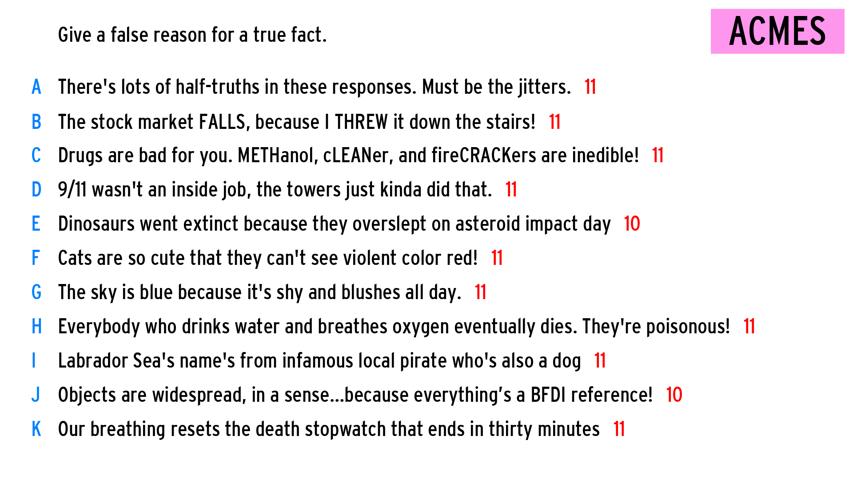 Give a false reason for a true fact.
ACMES
A There's lots of half-truths in these responses. Must be the jitters. 11
B The stock market FALLS, because I THREW it down the stairs! 11
C Drugs are bad for you. METHanol, cLEANer, and fireCRACKers are inedible! 11
D 9/11 wasn't an inside job, the towers just kinda did that. 11
E Dinosaurs went extinct because they overslept on asteroid impact day 10
F Cats are so cute that they can't see violent color red! 11
G The sky is blue because it's shy and blushes all day. 11
H Everybody who drinks water and breathes oxygen eventually dies. They're poisonous! 11
I Labrador Sea's name's from infamous local pirate who's also a dog 11
J Objects are widespread, in a sense...because everything’s a BFDI reference! 10
K Our breathing resets the death stopwatch that ends in thirty minutes 11